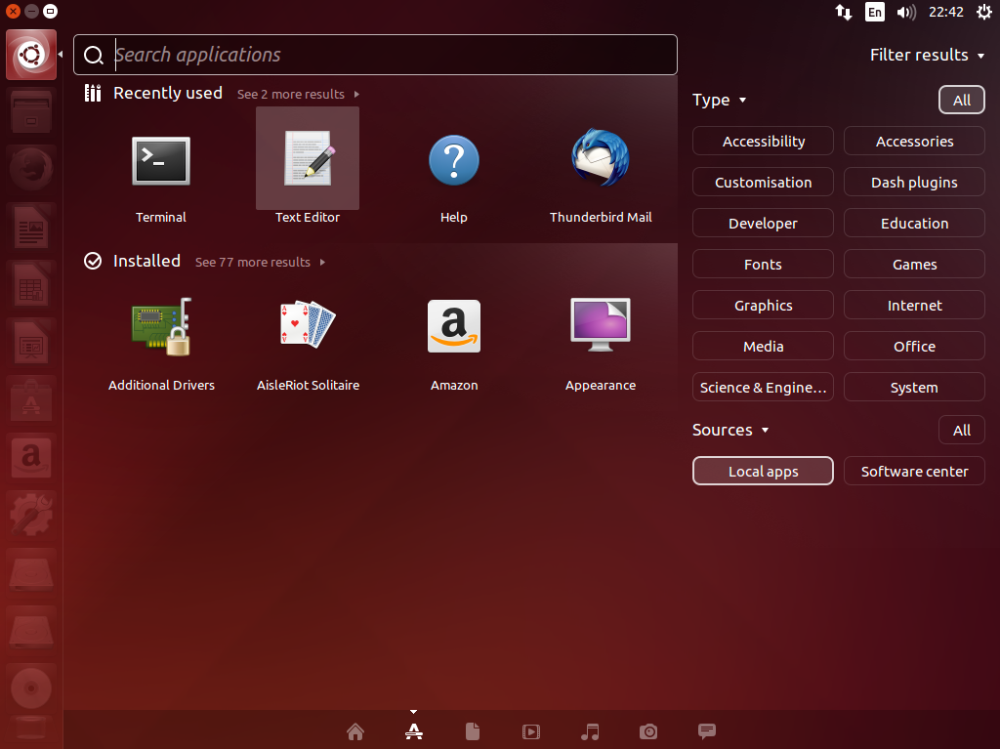 En
22:42
Search applications
Filter results
Recently used See 2 more results
Type
All
Accessibility
Accessories
Terminal
Text Editor
Help
Thunderbird Mail
Customisation
Dash plugins
Developer
Education
Installed See 77 more results
Fonts
Games
Graphics
Internet
Media
Office
Additional Drivers
AisleRiot Solitaire
Amazon
Appearance
Science & Engine...
System
Sources
All
Local apps
Software center